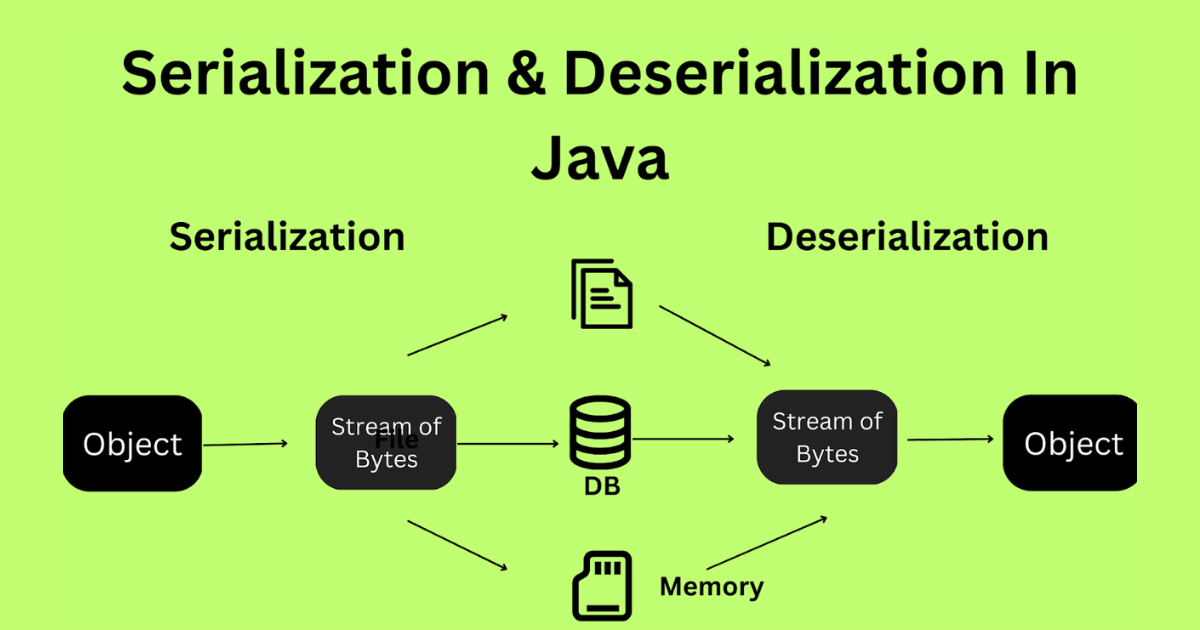 Serialization & Deserialization In
Java
Serialization
Deserialization
Object
Stream of
File
Bytes
DB
Stream of
Bytes
Object
Memory